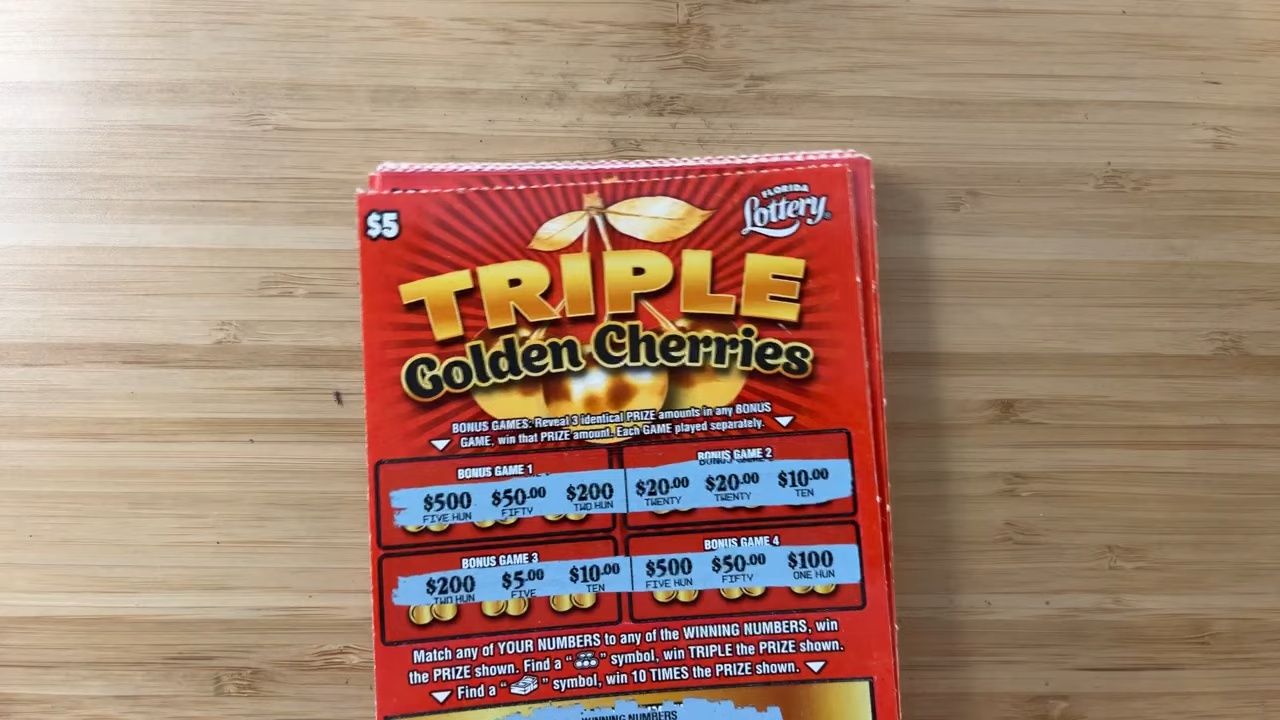 $5
FLORIDA
Lottery®
TRIPLE
Golden Cherries
BONUS GAMES: Reveal 3 identical PRIZE amounts in any BONUS
GAME, win that PRIZE amount. Each GAME played separately.
BONUS GAME 1
$500 $50.00 $200
FIVE HUN FIFTY TWO HUN
BONUS GAME 2
$20.00 $20.00 $10.00
TWENTY TWENTY TEN
BONUS GAME 3
$200 $5.00 $10.00
TWO HUN FIVE TEN
BONUS GAME 4
$500 $50.00 $100
FIVE HUN FIFTY ONE HUN
Match any of YOUR NUMBERS to any of the WINNING NUMBERS, win
the PRIZE shown. Find a " " symbol, win TRIPLE the PRIZE shown.
Find a " " symbol, win 10 TIMES the PRIZE shown.
WINNING NUMBERS